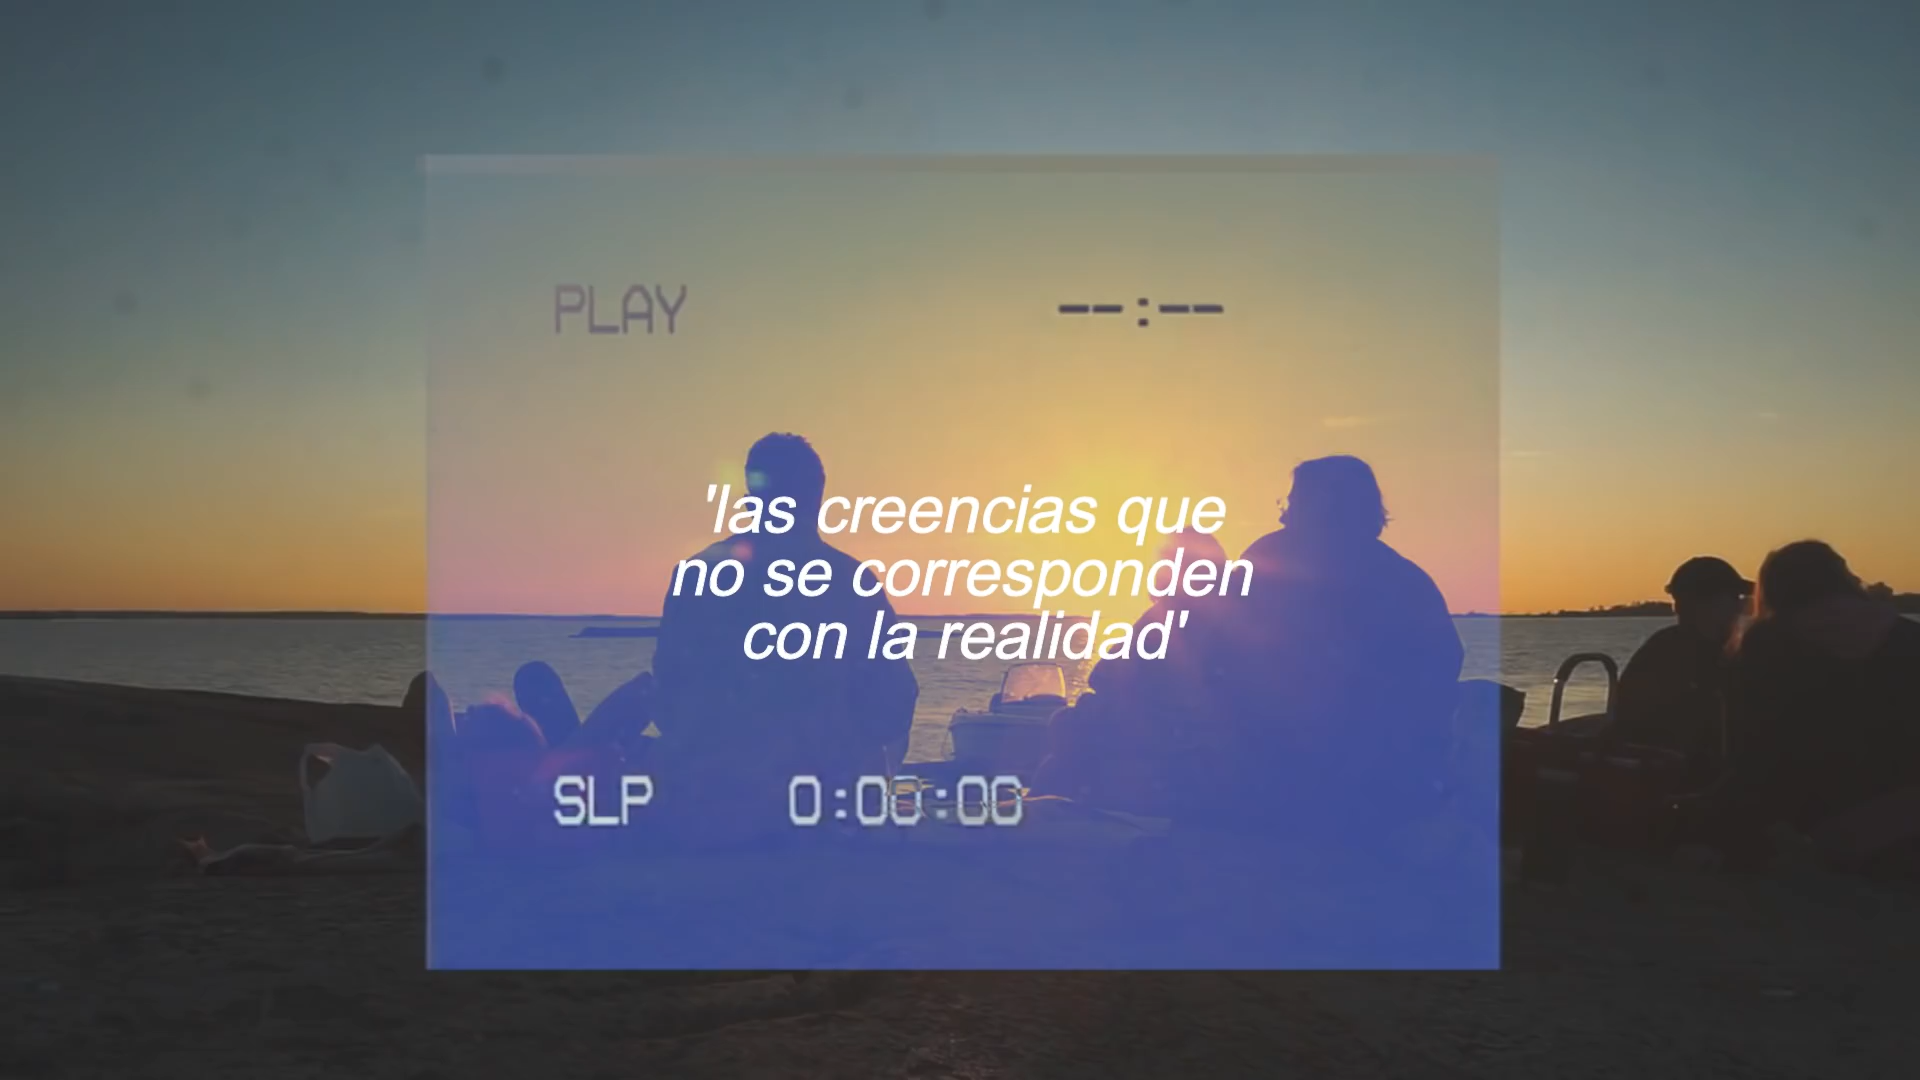 PLAY --:--
'las creencias que
no se corresponden
con la realidad'
SLP 0:00:00